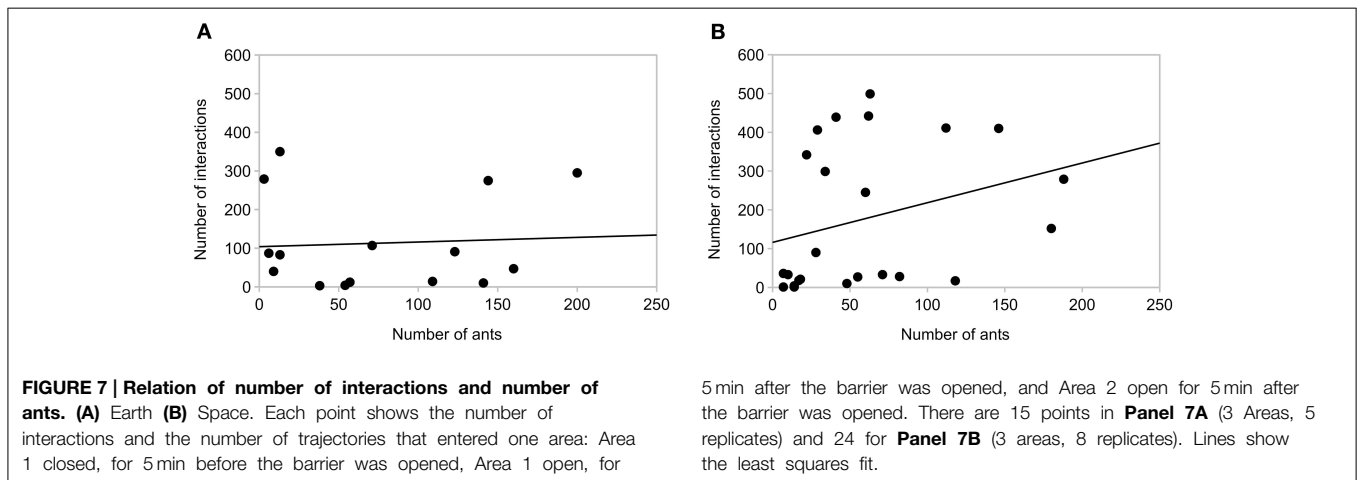 A
600
500
400
300
200
100
0
0 50 100 150 200 250
Number of interactions
Number of ants
B
600
500
400
300
200
100
0
0 50 100 150 200 250
Number of interactions
Number of ants
FIGURE 7 | Relation of number of interactions and number of
ants. (A) Earth (B) Space. Each point shows the number of
interactions and the number of trajectories that entered one area: Area
1 closed, for 5 min before the barrier was opened, Area 1 open, for
5 min after the barrier was opened, and Area 2 open for 5 min after
the barrier was opened. There are 15 points in Panel 7A (3 Areas, 5
replicates) and 24 for Panel 7B (3 areas, 8 replicates). Lines show
the least squares fit.